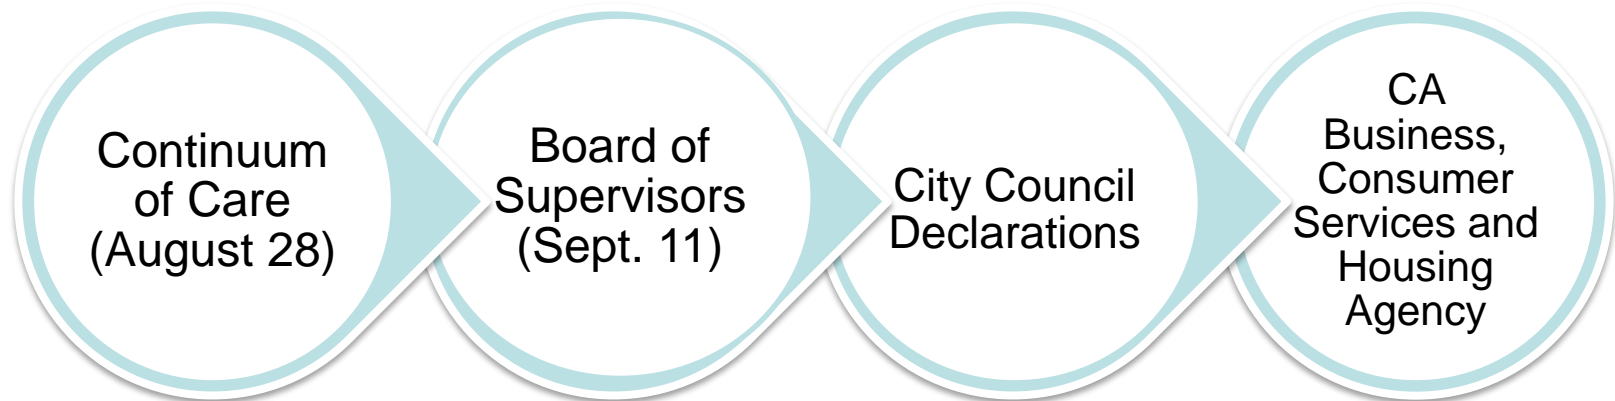 Continuum
of Care
(August 28)
Board of
Supervisors
(Sept. 11)
City Council
Declarations
CA
Business,
Consumer
Services and
Housing
Agency